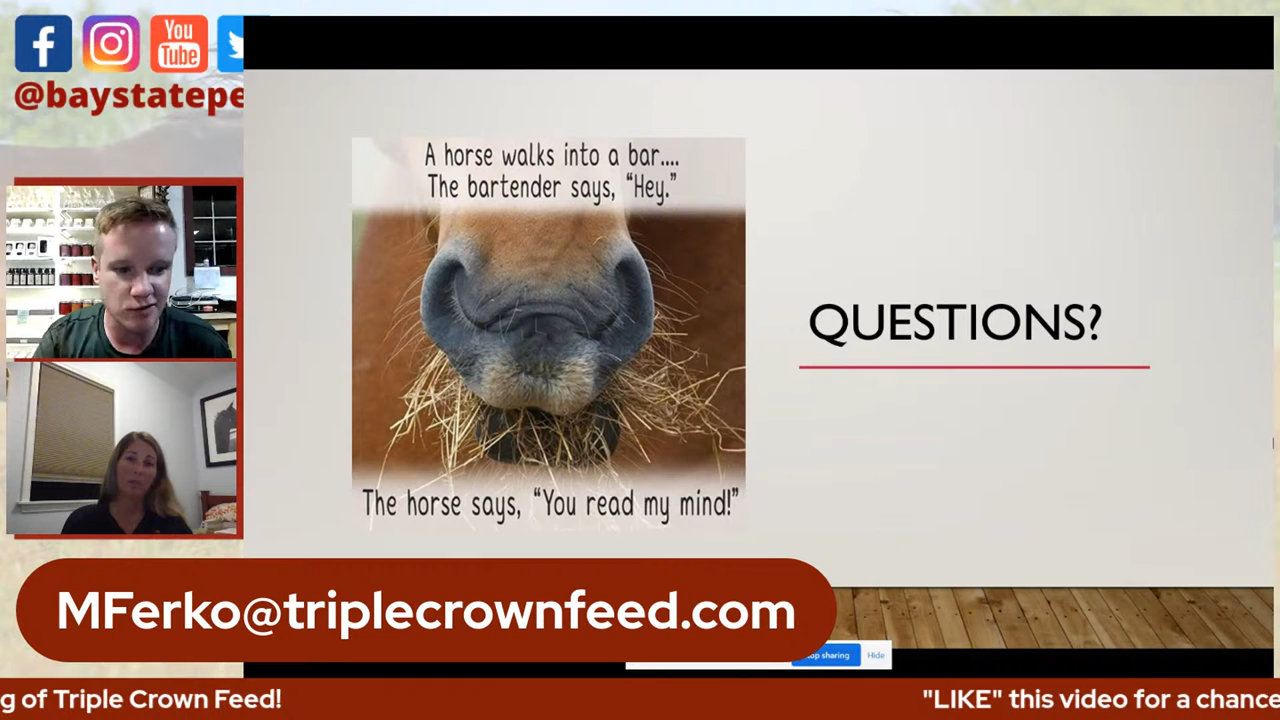 You
Tube
@baystatepe
A horse walks into a bar....
The bartender says, “Hey.”
The horse says, “You read my mind!”
QUESTIONS?
MFerko@triplecrownfeed.com
op sharing
Hide
g of Triple Crown Feed!
"LIKE" this video for a chance